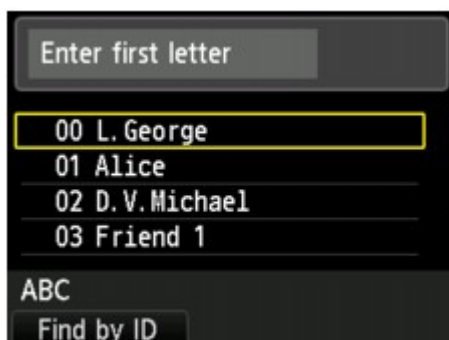 Enter first letter
00 L.George
01 Alice
02 D.V.Michael
03 Friend 1
ABC
Find by ID